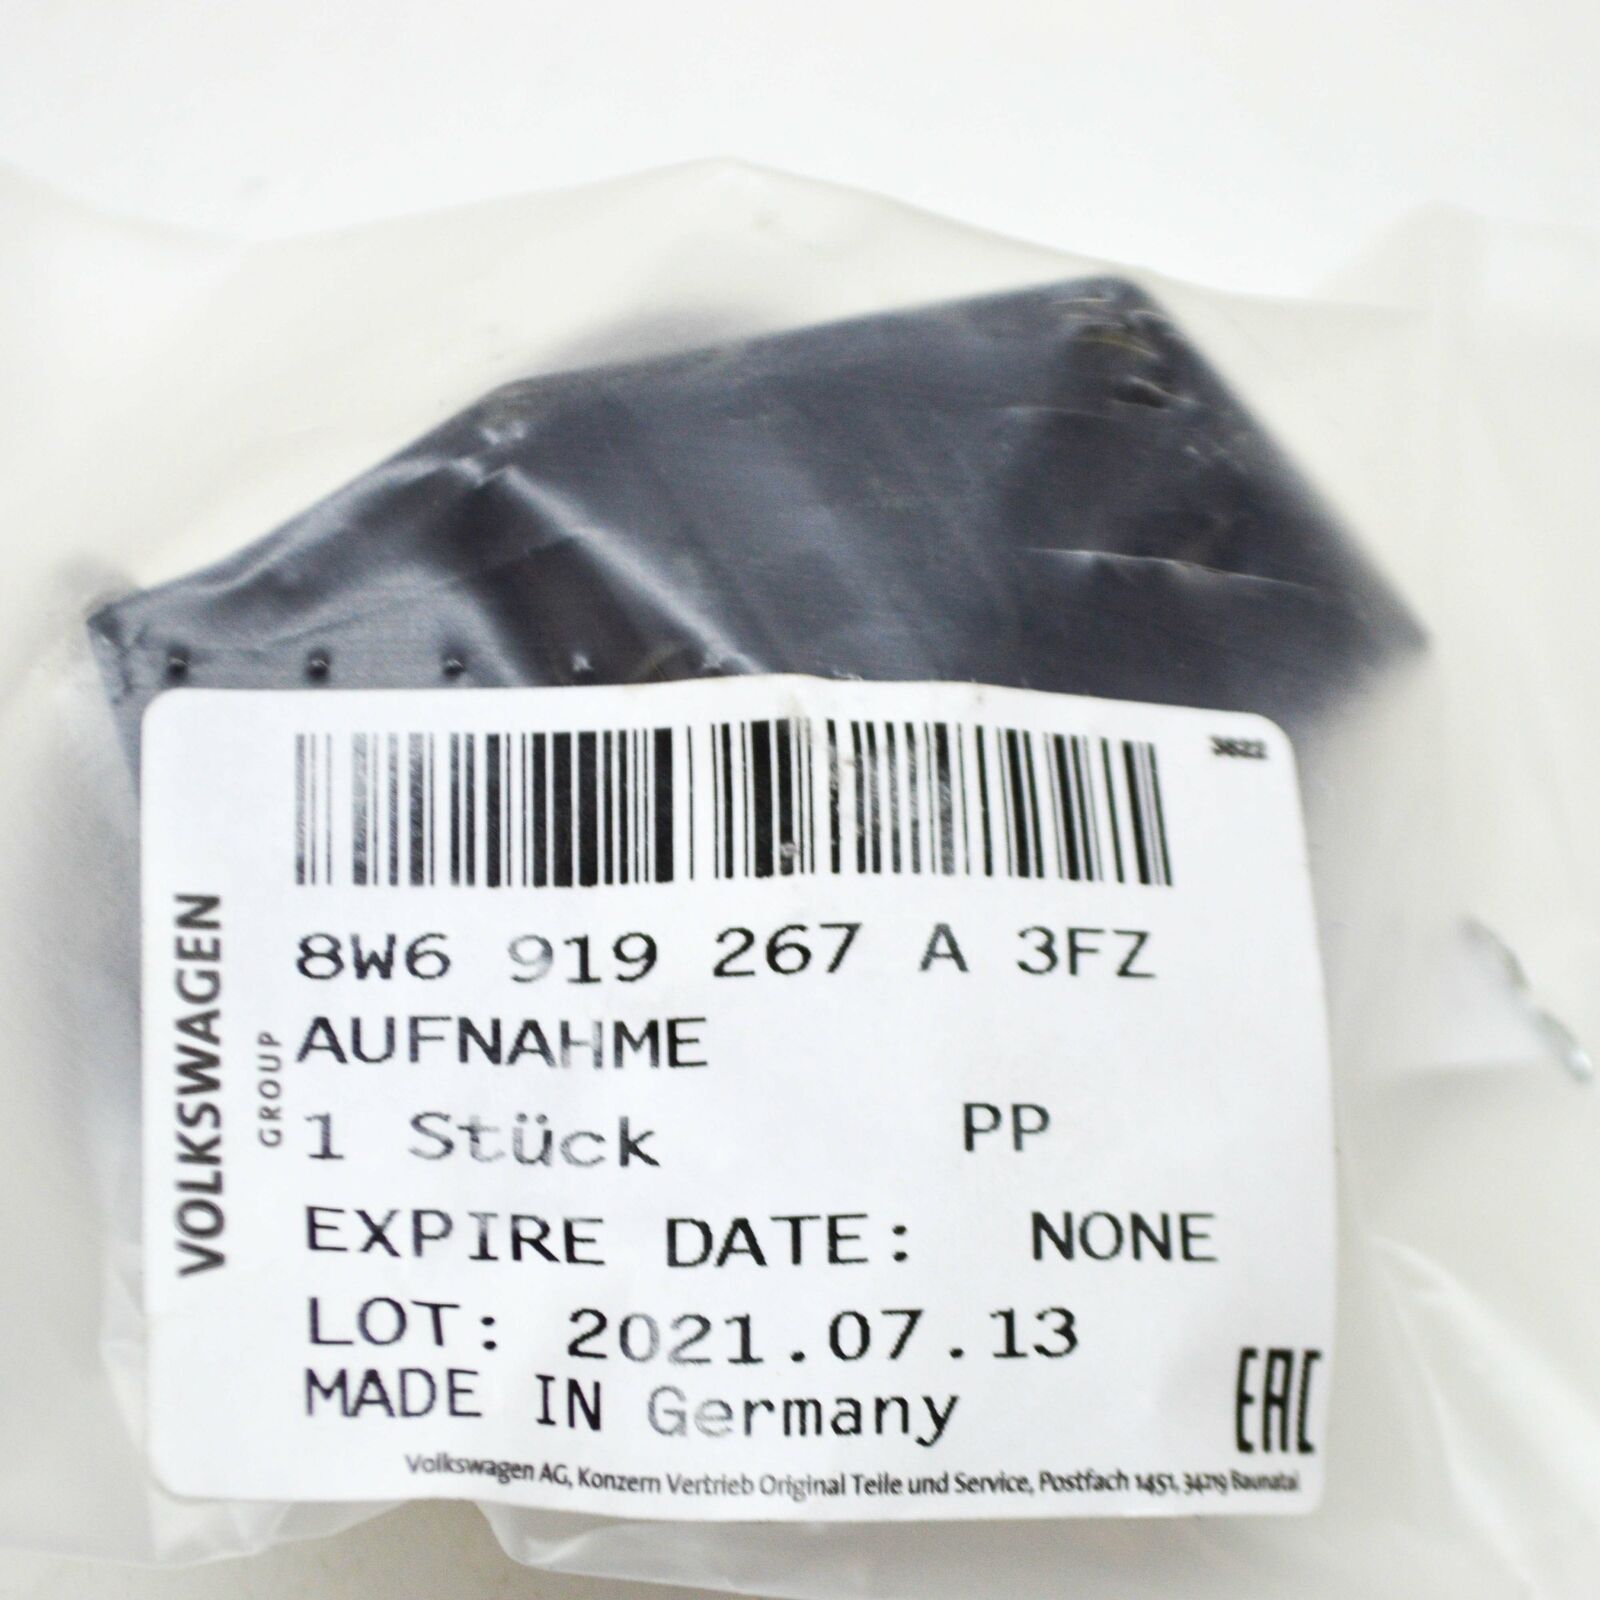 3822
8W6 919 267 A 3FZ
AUFNAHME
1 Stück PP
EXPIRE DATE: NONE
LOT: 2021.07.13
MADE IN Germany
EAC
Volkswagen AG, Konzern Vertrieb Original Teile und Service, Postfach 1451, 34219 Baunatal
VOLKSWAGEN
GROUP